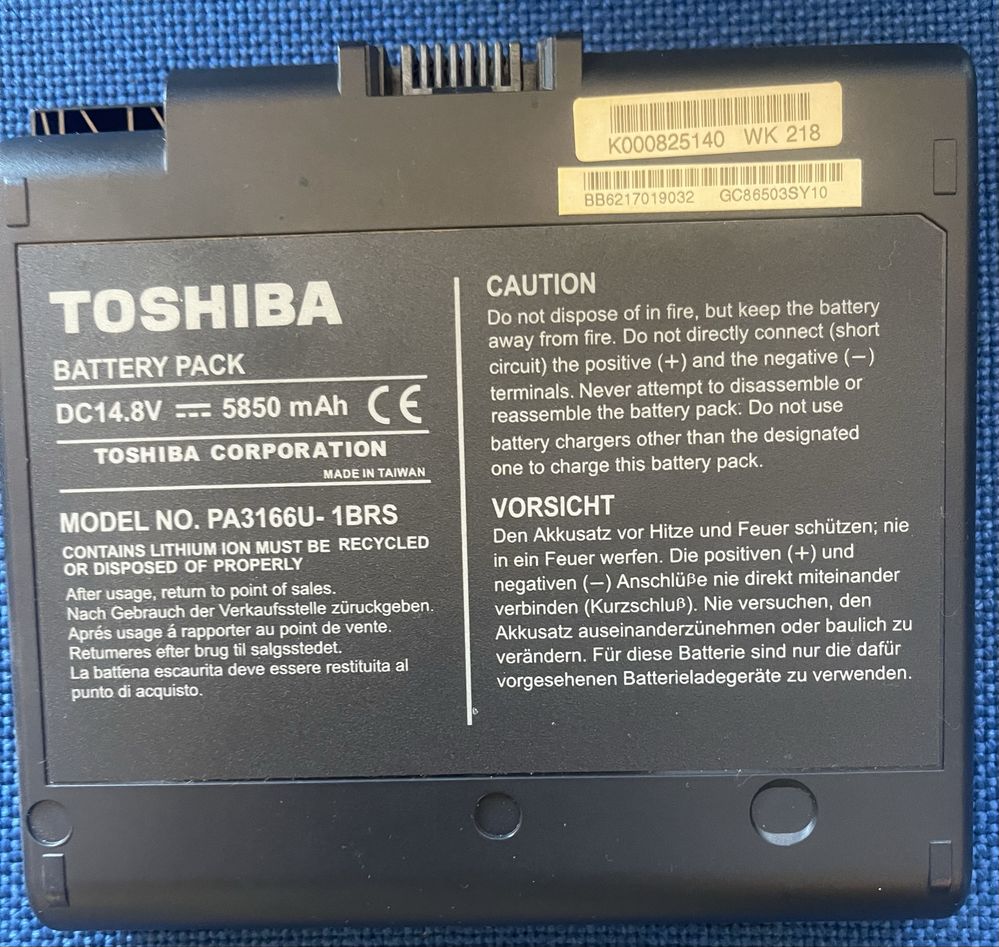 K000825140 WK 218
BB6217019032 GC86503SY10
TOSHIBA
BATTERY PACK
DC14.8V ⎓ 5850 mAh CE
TOSHIBA CORPORATION
MADE IN TAIWAN
MODEL NO. PA3166U- 1BRS
CONTAINS LITHIUM ION MUST BE RECYCLED
OR DISPOSED OF PROPERLY
After usage, return to point of sales.
Nach Gebrauch der Verkaufsstelle züruckgeben.
Aprés usage á rapporter au point de vente.
Retumeres efter brug til salgsstedet.
La battena escaurita deve essere restituita al
punto di acquisto.
CAUTION
Do not dispose of in fire, but keep the battery
away from fire. Do not directly connect (short
circuit) the positive (+) and the negative (−)
terminals. Never attempt to disassemble or
reassemble the battery pack. Do not use
battery chargers other than the designated
one to charge this battery pack.
VORSICHT
Den Akkusatz vor Hitze und Feuer schützen; nie
in ein Feuer werfen. Die positiven (+) und
negativen (−) Anschlüße nie direkt miteinander
verbinden (Kurzschluß). Nie versuchen, den
Akkusatz auseinanderzünehmen oder baulich zu
verändern. Für diese Batterie sind nur die dafür
vorgesehenen Batterieladegeräte zu verwenden.
B